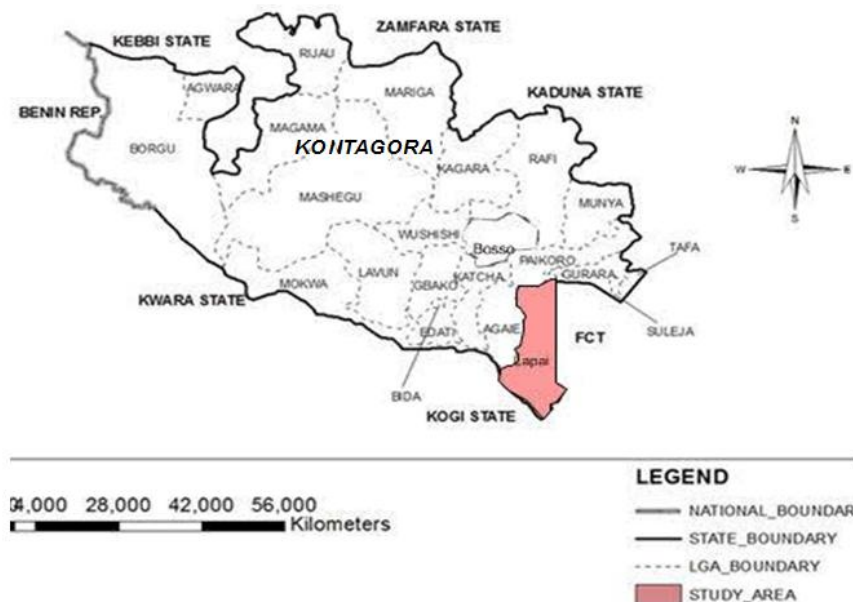 ZAMFARA STATE
KEBBI STATE
RIJAU
AGWARA
MARIGA
KADUNA STATE
BENIN REP
MAGAMA
KONTAGORA
BORGU
KAGARA
RAFI
N
W
E
S
MASHEGU
MUNYA
WUSHISHI
Bosso
TAFA
PAIKORO
LAVUN
KATCHA
GURARA
MOKWA
GBAKO
KWARA STATE
SULEJA
EDATI
AGAIE
FCT
Lapai
BIDA
KOGI STATE
LEGEND
4,000 28,000 42,000 56,000
Kilometers
NATIONAL_BOUNDAR
STATE_BOUNDARY
LGA_BOUNDARY
STUDY_AREA